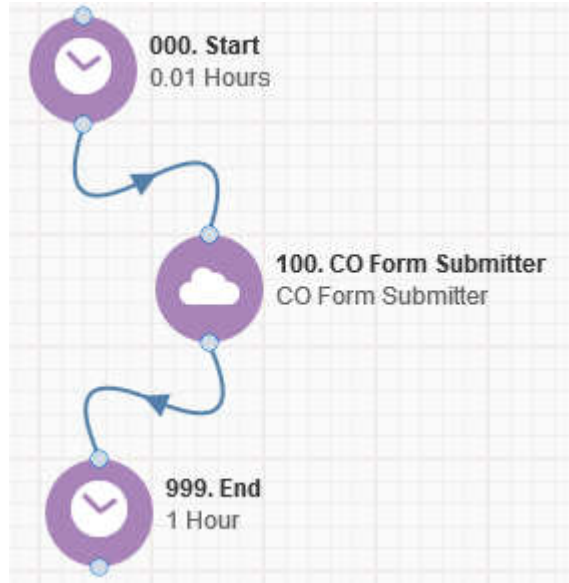 000. Start
0.01 Hours
100. CO Form Submitter
CO Form Submitter
999. End
1 Hour